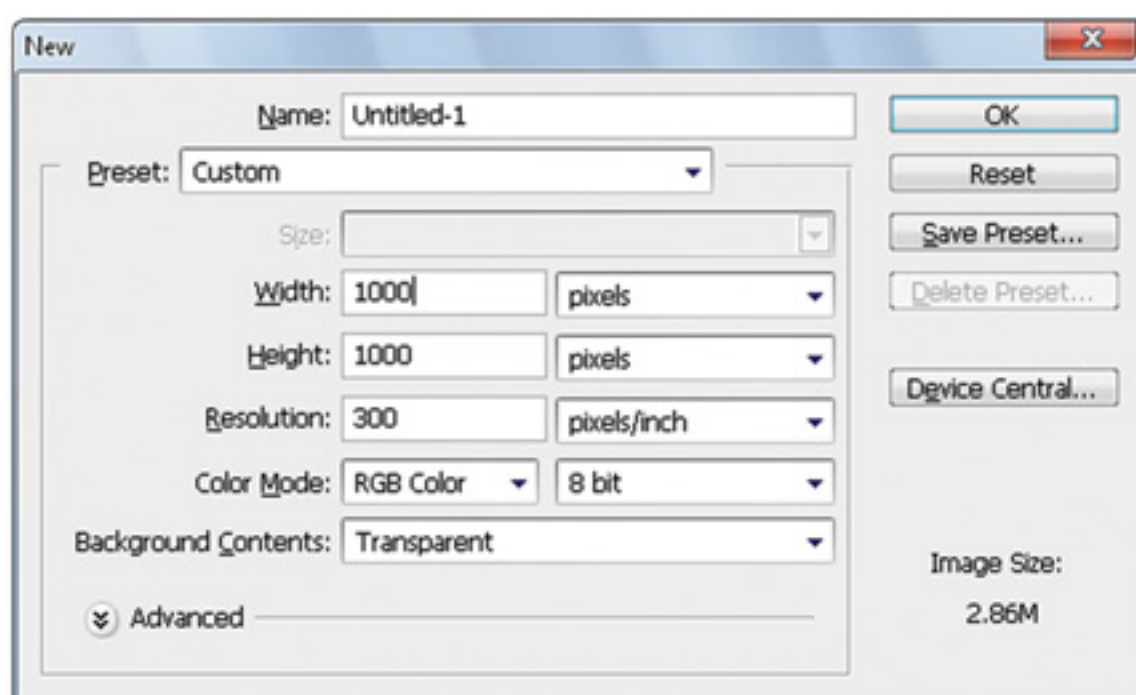 New
Name: Untitled-1
OK
Preset: Custom
Reset
Size:
Save Preset...
Width: 1000 pixels
Delete Preset...
Height: 1000 pixels
Device Central...
Resolution: 300 pixels/inch
Color Mode: RGB Color 8 bit
Background Contents: Transparent
Image Size:
2.86M
Advanced